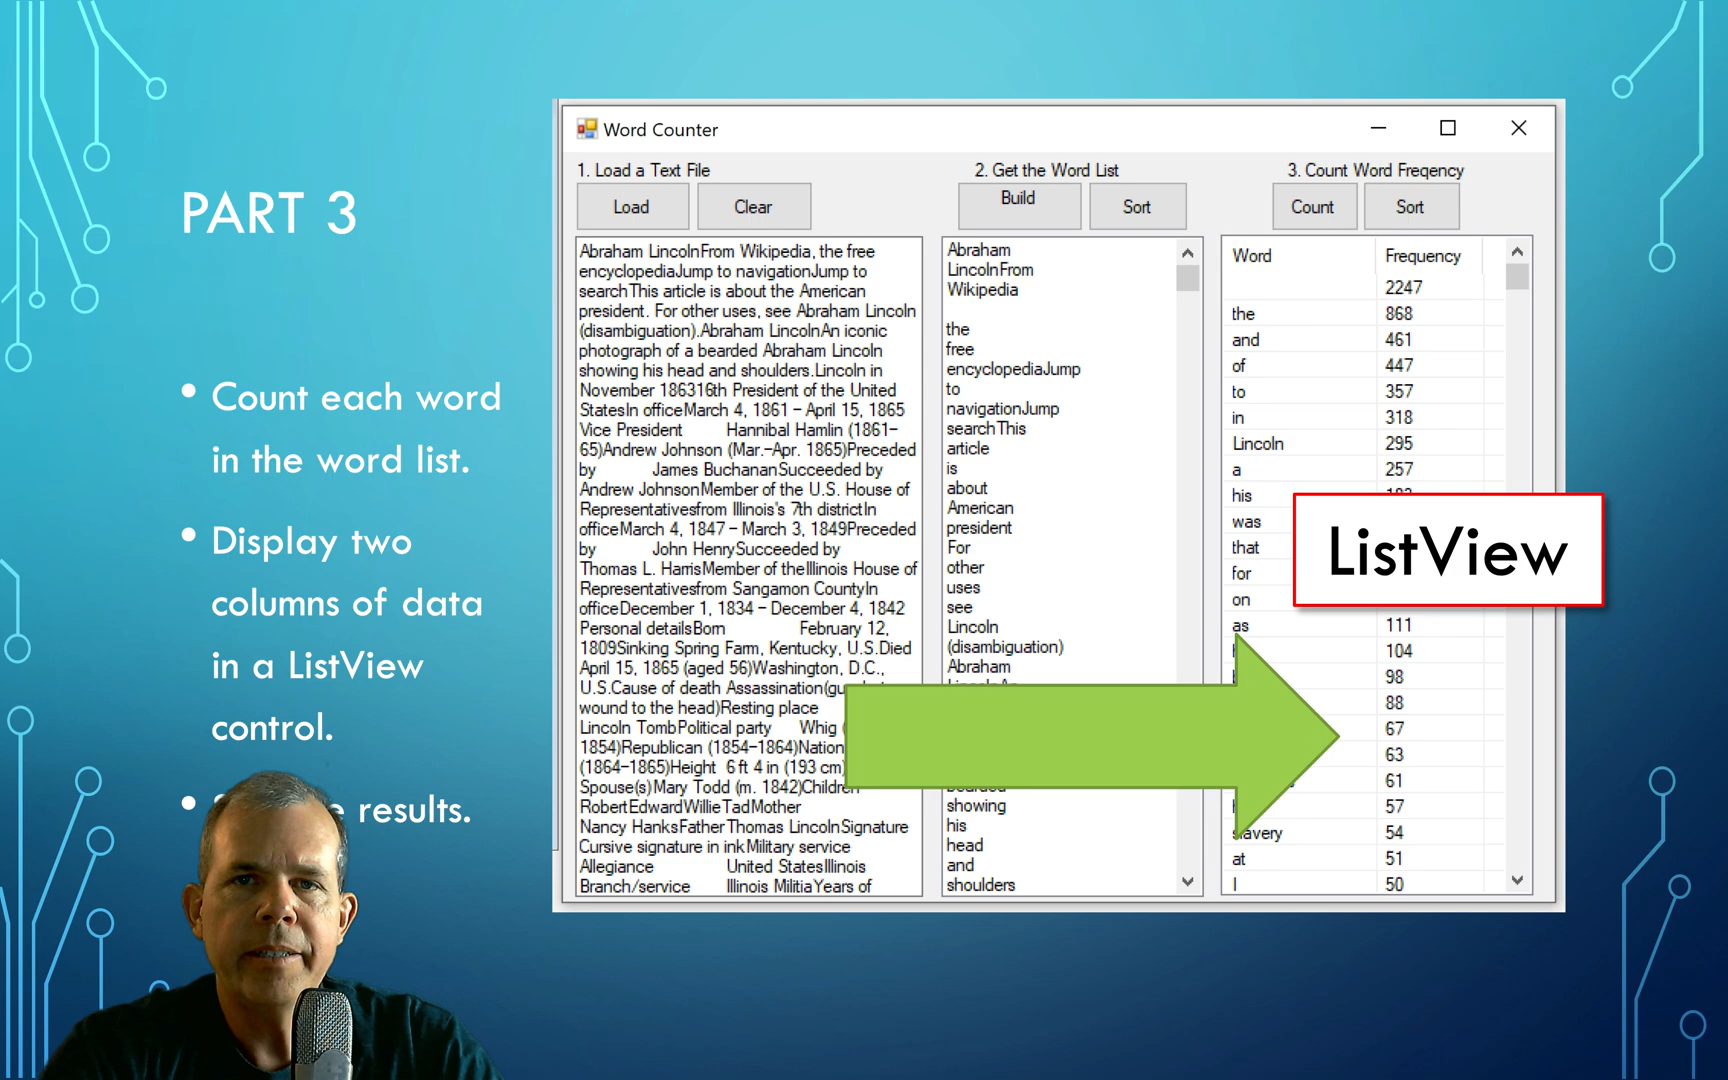 PART 3
• Count each word
in the word list.
• Display two
columns of data
in a ListView
control.
• results.
Word Counter
1. Load a Text File
Load
Clear
Abraham LincolnFrom Wikipedia, the free
encyclopediaJump to navigationJump to
searchThis article is about the American
president. For other uses, see Abraham Lincoln
(disambiguation).Abraham LincolnAn iconic
photograph of a bearded Abraham Lincoln
showing his head and shoulders.Lincoln in
November 186316th President of the United
StatesIn officeMarch 4, 1861 – April 15, 1865
Vice President Hannibal Hamlin (1861–
65)Andrew Johnson (Mar.–Apr. 1865)Preceded
by James BuchananSucceeded by
Andrew JohnsonMember of the U.S. House of
Representativesfrom Illinois's 7th districtIn
officeMarch 4, 1847 – March 3, 1849Preceded
by John HenrySucceeded by
Thomas L. HarrisMember of theIllinois House of
Representativesfrom Sangamon CountyIn
officeDecember 1, 1834 – December 4, 1842
Personal detailsBorn February 12,
1809Sinking Spring Farm, Kentucky, U.S.Died
April 15, 1865 (aged 56)Washington, D.C.,
U.S.Cause of death Assassination
wound to the head)Resting place
Lincoln TombPolitical party Whig
1854)Republican (1854–1864)
(1864–1865)Height 6 ft 4 in (193 cm)
Spouse(s)Mary Todd (m. 1842)Children
RobertEdwardWillieTadMother
Nancy HanksFatherThomas LincolnSignature
Cursive signature in inkMilitary service
Allegiance United StatesIllinois
Branch/service Illinois MilitiaYears of
2. Get the Word List
Build
Sort
Abraham
LincolnFrom
Wikipedia
the
free
encyclopediaJump
to
navigationJump
searchThis
article
is
about
American
president
For
other
uses
see
Lincoln
(disambiguation)
Abraham
showing
his
head
and
shoulders
3. Count Word Freqency
Count
Sort
Word Frequency
2247
the 868
and 461
of 447
to 357
in 318
Lincoln 295
a 257
his
was
that
for
on
as 111
104
98
88
67
63
61
57
slavery 54
at 51
I 50
ListView